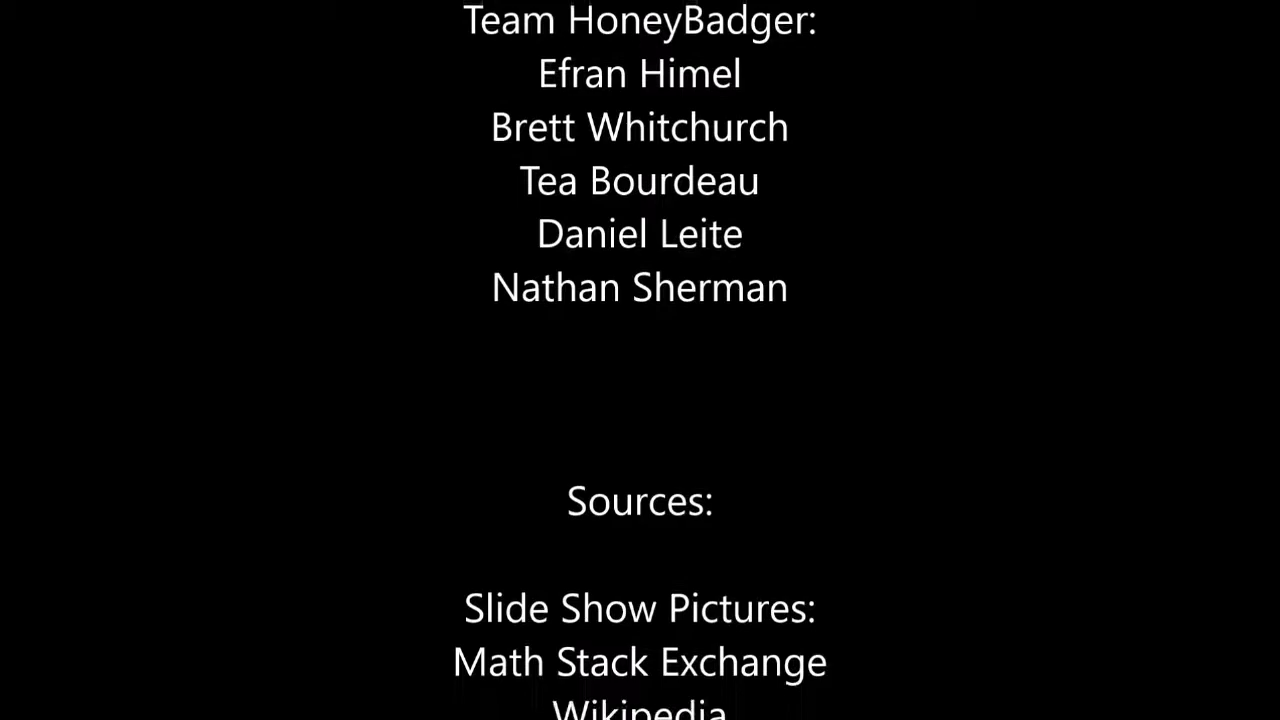 Team HoneyBadger:
Efran Himel
Brett Whitchurch
Tea Bourdeau
Daniel Leite
Nathan Sherman
Sources:
Slide Show Pictures:
Math Stack Exchange
Wikipedia